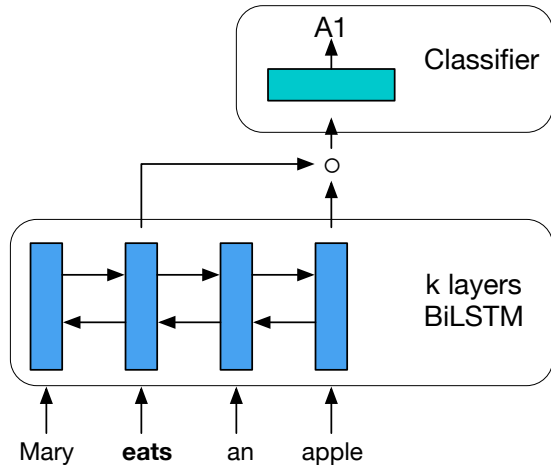 A1
Classifier
k layers
BiLSTM
Mary eats an apple